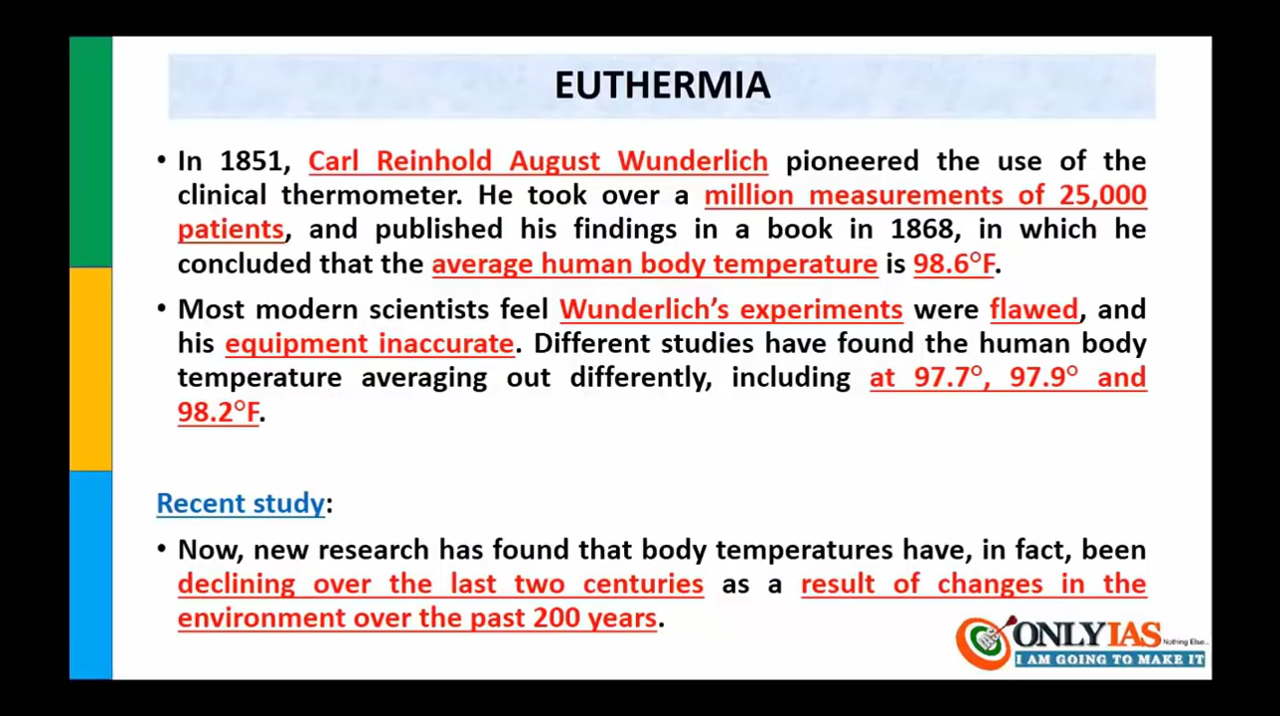 EUTHERMIA
• In 1851, Carl Reinhold August Wunderlich pioneered the use of the
clinical thermometer. He took over a million measurements of 25,000
patients, and published his findings in a book in 1868, in which he
concluded that the average human body temperature is 98.6°F.
• Most modern scientists feel Wunderlich’s experiments were flawed, and
his equipment inaccurate. Different studies have found the human body
temperature averaging out differently, including at 97.7°, 97.9° and
98.2°F.
Recent study:
• Now, new research has found that body temperatures have, in fact, been
declining over the last two centuries as a result of changes in the
environment over the past 200 years.
ONLYIAS Nothing Else..
I AM GOING TO MAKE IT